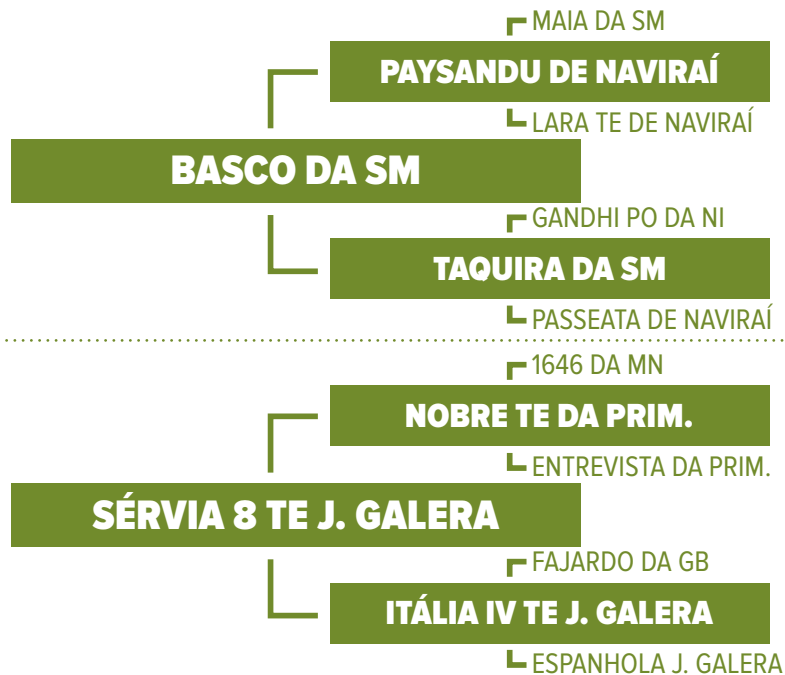 MAIA DA SM
PAYSANDU DE NAVIRAÍ
LARA TE DE NAVIRAÍ
BASCO DA SM
GANDHI PO DA NI
TAQUIRA DA SM
PASSEATA DE NAVIRAÍ
1646 DA MN
NOBRE TE DA PRIM.
ENTREVISTA DA PRIM.
SÉRVIA 8 TE J. GALERA
FAJARDO DA GB
ITÁLIA IV TE J. GALERA
ESPANHOLA J. GALERA